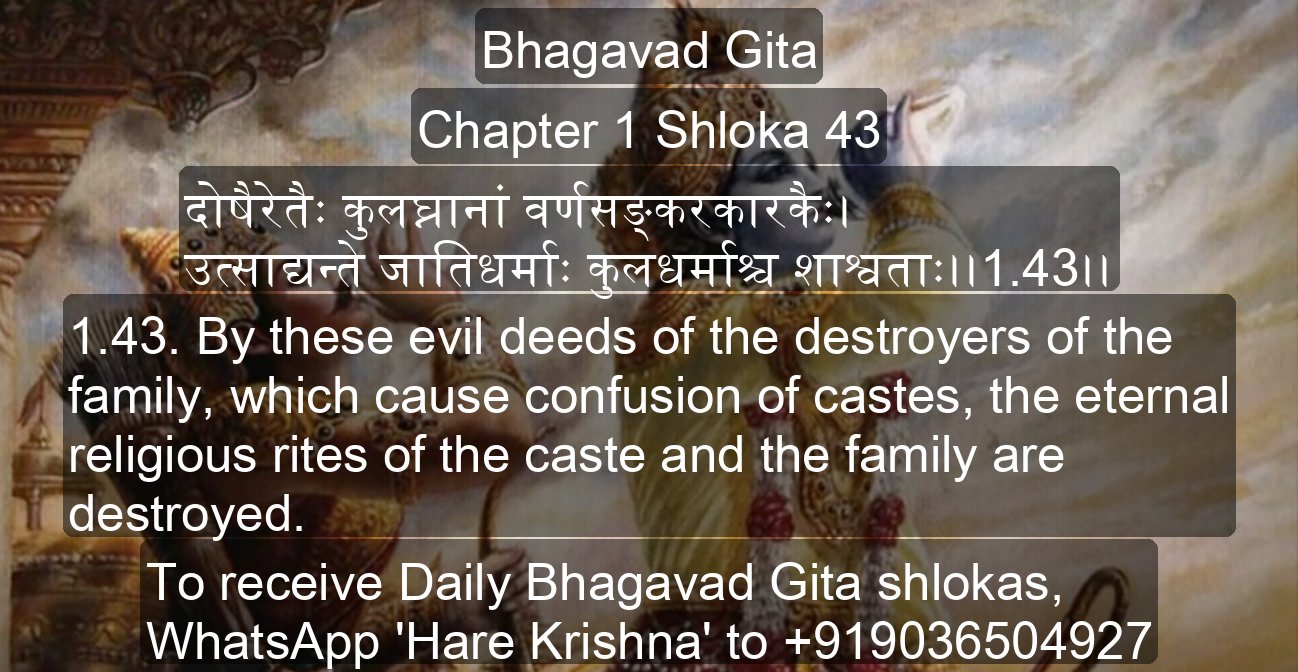 Bhagavad Gita
Chapter 1 Shloka 43
दोषैरेतैः कुलघ्नानां वर्णसङ्करकारकैः।
उत्साद्यन्ते जातिधर्माः कुलधर्माश्च शाश्वताः।।1.43।।
1.43. By these evil deeds of the destroyers of the
family, which cause confusion of castes, the eternal
religious rites of the caste and the family are
destroyed.
To receive Daily Bhagavad Gita shlokas,
WhatsApp 'Hare Krishna' to +919036504927